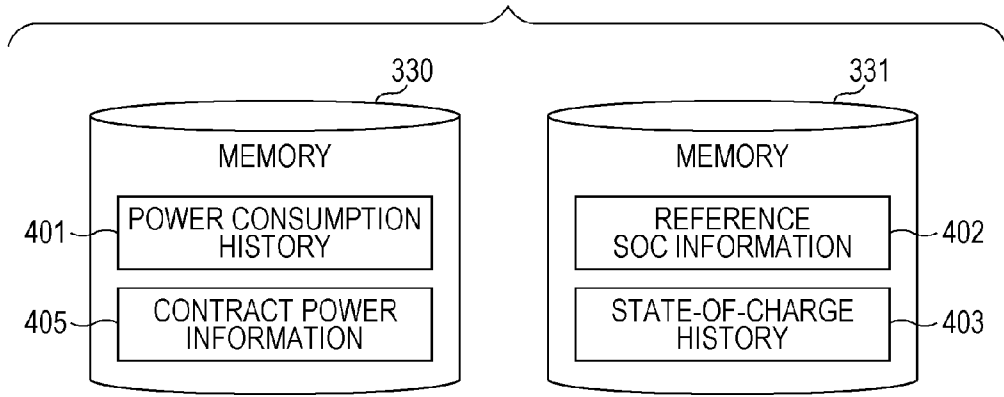 330
331
MEMORY
MEMORY
401
POWER CONSUMPTION
HISTORY
REFERENCE
SOC INFORMATION
402
405
CONTRACT POWER
INFORMATION
STATE-OF-CHARGE
HISTORY
403